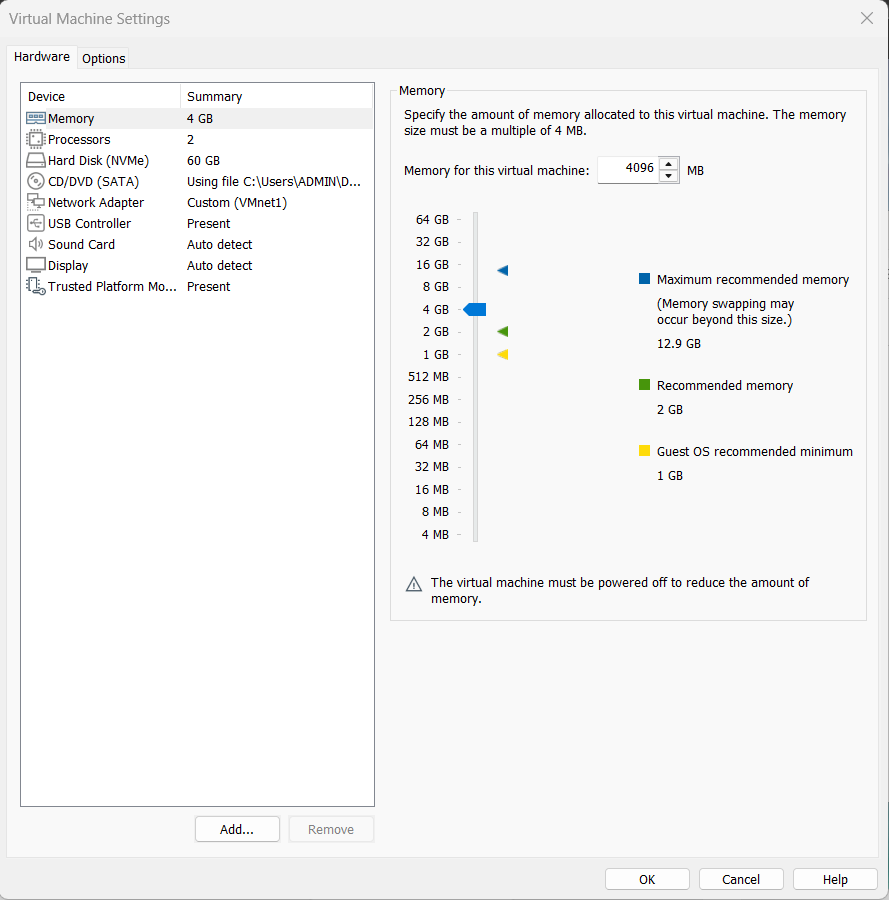 Virtual Machine Settings
Hardware Options
Device Summary
Memory 4 GB
Processors 2
Hard Disk (NVMe) 60 GB
CD/DVD (SATA) Using file C:\Users\ADMIN\D...
Network Adapter Custom (VMnet1)
USB Controller Present
Sound Card Auto detect
Display Auto detect
Trusted Platform Mo... Present
Add... Remove
Memory
Specify the amount of memory allocated to this virtual machine. The memory
size must be a multiple of 4 MB.
Memory for this virtual machine: 4096 MB
64 GB
32 GB
16 GB
8 GB
4 GB
2 GB
1 GB
512 MB
256 MB
128 MB
64 MB
32 MB
16 MB
8 MB
4 MB
Maximum recommended memory
(Memory swapping may
occur beyond this size.)
12.9 GB
Recommended memory
2 GB
Guest OS recommended minimum
1 GB
The virtual machine must be powered off to reduce the amount of
memory.
OK Cancel Help